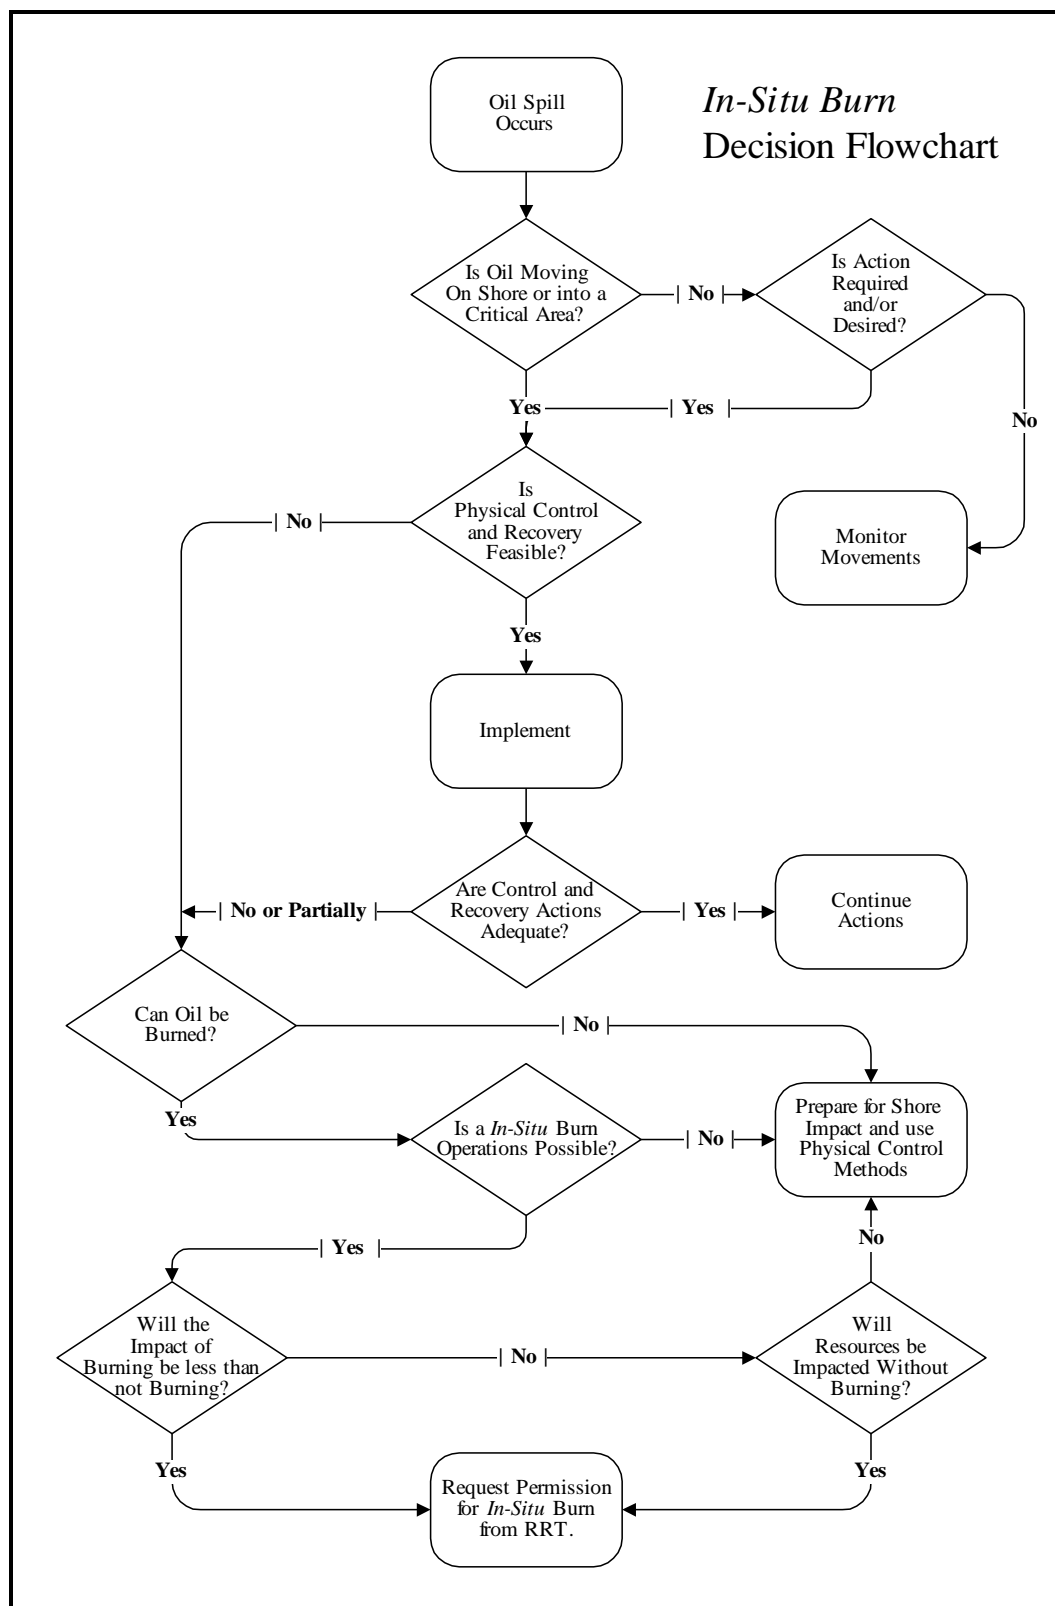 Oil Spill
Occurs
In-Situ Burn
Decision Flowchart
Is Oil Moving
On Shore or into a
Critical Area?
| No |
Is Action
Required
and/or
Desired?
Yes
| Yes |
No
Is
Physical Control
and Recovery
Feasible?
| No |
Monitor
Movements
Yes
Implement
Are Control and
Recovery Actions
Adequate?
| No or Partially |
| Yes |
Continue
Actions
Can Oil be
Burned?
| No |
Yes
Is a In-Situ Burn
Operations Possible?
| No |
Prepare for Shore
Impact and use
Physical Control
Methods
| Yes |
No
Will the
Impact of
Burning be less than
not Burning?
| No |
Will
Resources be
Impacted Without
Burning?
Yes
Yes
Request Permission
for In-Situ Burn
from RRT.